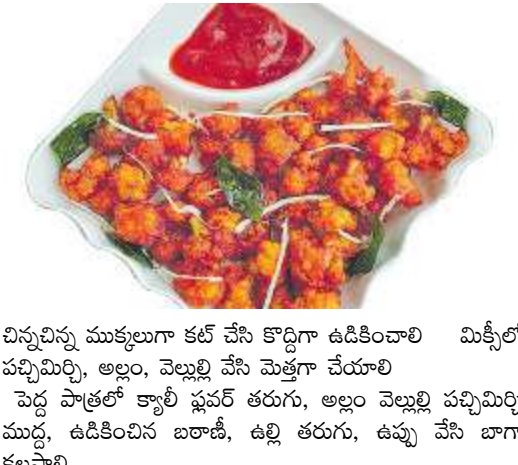 చిన్నచిన్న ముక్కలుగా కట్ చేసి కొద్దిగా ఉడికించాలి మిక్సీలో
పచ్చిమిర్చి, అల్లం, వెల్లుల్లి వేసి మెత్తగా చేయాలి
పెద్ద పాత్రలో క్యాలీ ఫ్లవర్ తరుగు, అల్లం వెల్లుల్లి పచ్చిమిర్చి
ముద్ద, ఉడికించిన బఠాణీ, ఉల్లి తరుగు, ఉప్పు వేసి బాగా